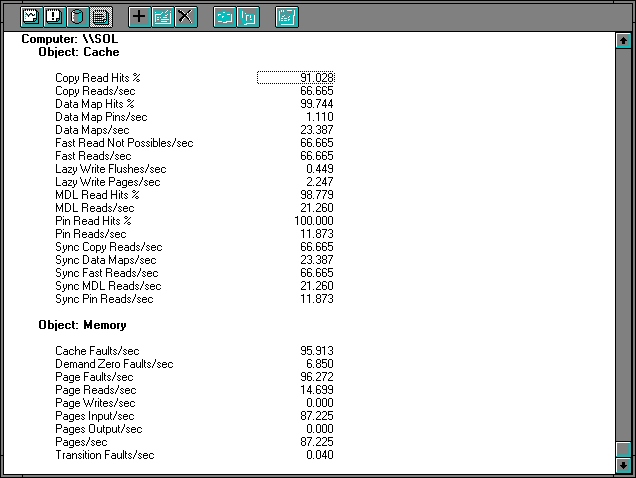 Computer: \\SOL
Object: Cache
Copy Read Hits % 91.028
Copy Reads/sec 66.665
Data Map Hits % 99.744
Data Map Pins/sec 1.110
Data Maps/sec 23.387
Fast Read Not Possibles/sec 66.665
Fast Reads/sec 66.665
Lazy Write Flushes/sec 0.449
Lazy Write Pages/sec 2.247
MDL Read Hits % 98.779
MDL Reads/sec 21.260
Pin Read Hits % 100.000
Pin Reads/sec 11.873
Sync Copy Reads/sec 66.665
Sync Data Maps/sec 23.387
Sync Fast Reads/sec 66.665
Sync MDL Reads/sec 21.260
Sync Pin Reads/sec 11.873
Object: Memory
Cache Faults/sec 95.913
Demand Zero Faults/sec 6.850
Page Faults/sec 96.272
Page Reads/sec 14.699
Page Writes/sec 0.000
Pages Input/sec 87.225
Pages Output/sec 0.000
Pages/sec 87.225
Transition Faults/sec 0.040